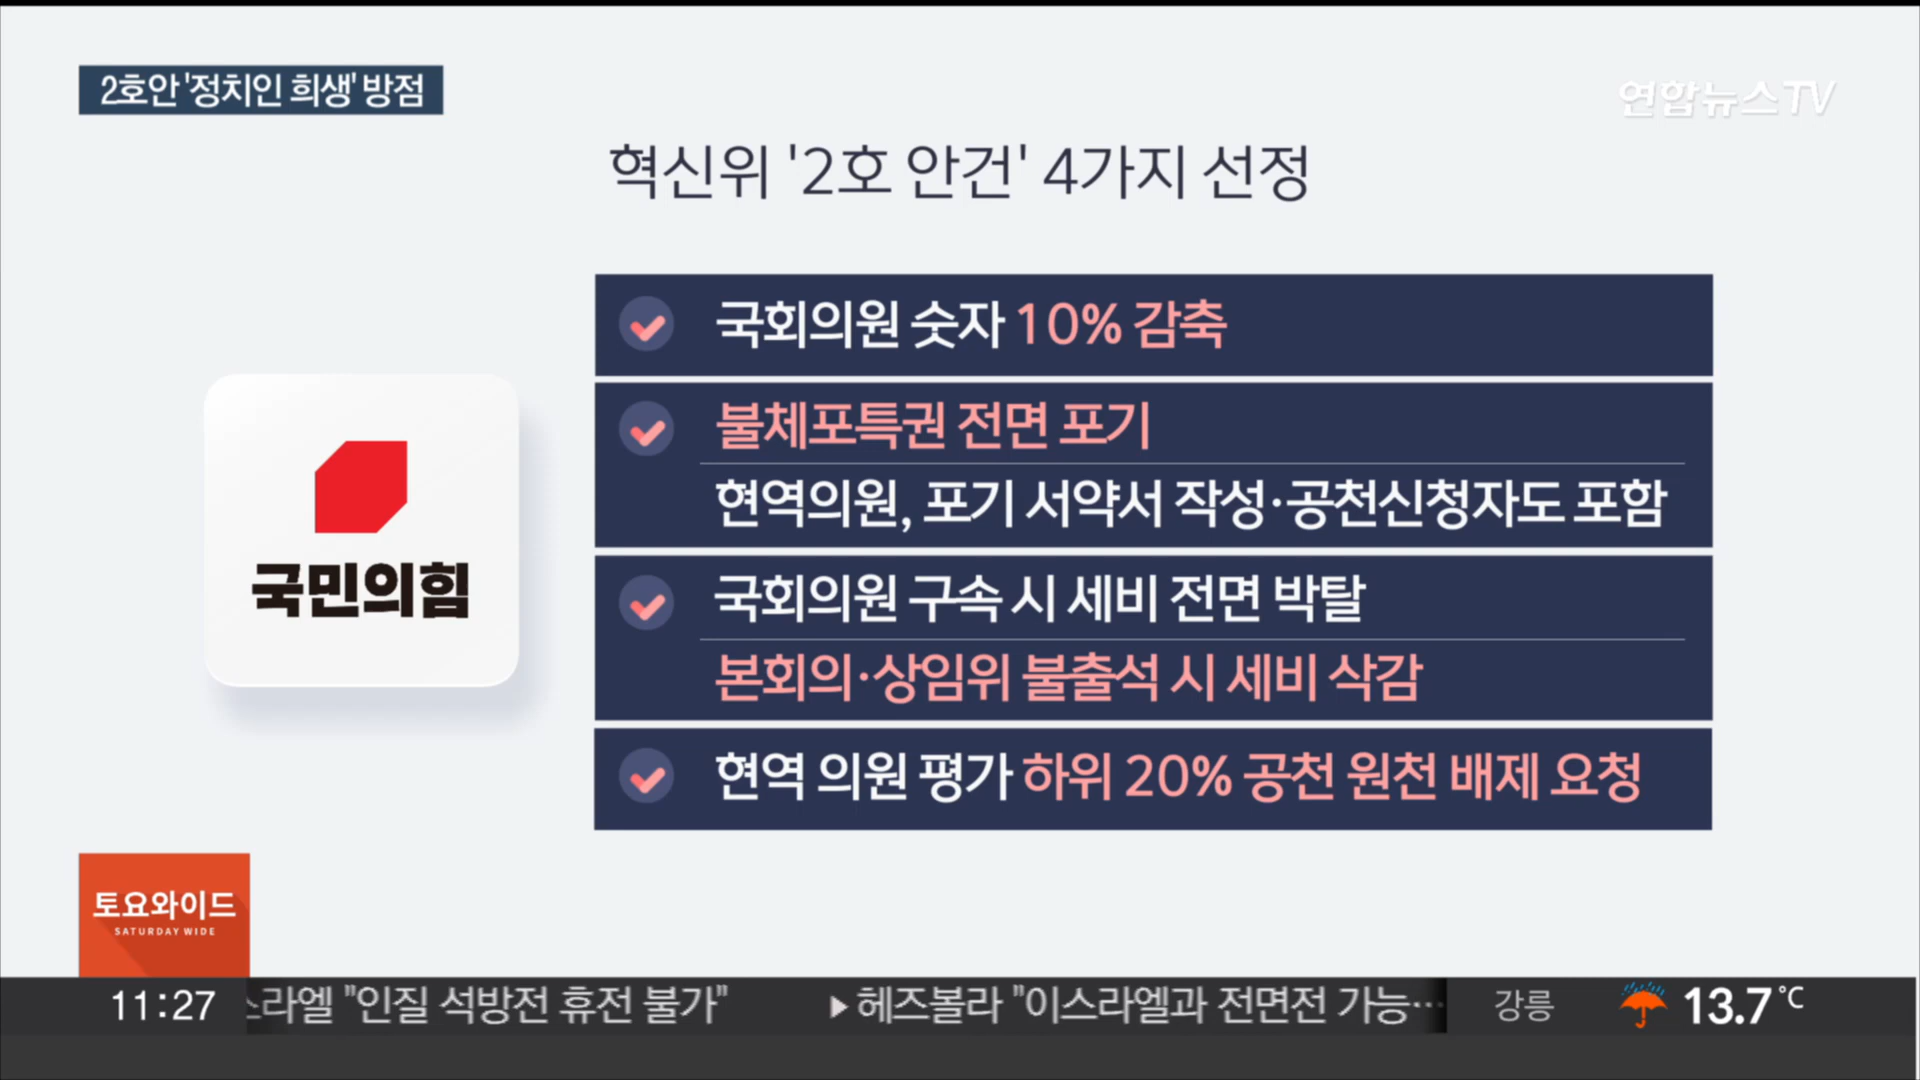 2호안 '정치인 희생' 방점
연합뉴스TV
혁신위 '2호 안건' 4가지 선정
국회의원 숫자 10% 감축
불체포특권 전면 포기
현역의원, 포기 서약서 작성·공천신청자도 포함
국회의원 구속 시 세비 전면 박탈
본회의·상임위 불출석 시 세비 삭감
현역 의원 평가 하위 20% 공천 원천 배제 요청
국민의힘
토요와이드
SATURDAY WIDE
11:27
라엘 "인질 석방전 휴전 불가" ▶헤즈볼라 "이스라엘과 전면전 가능…
강릉
13.7℃